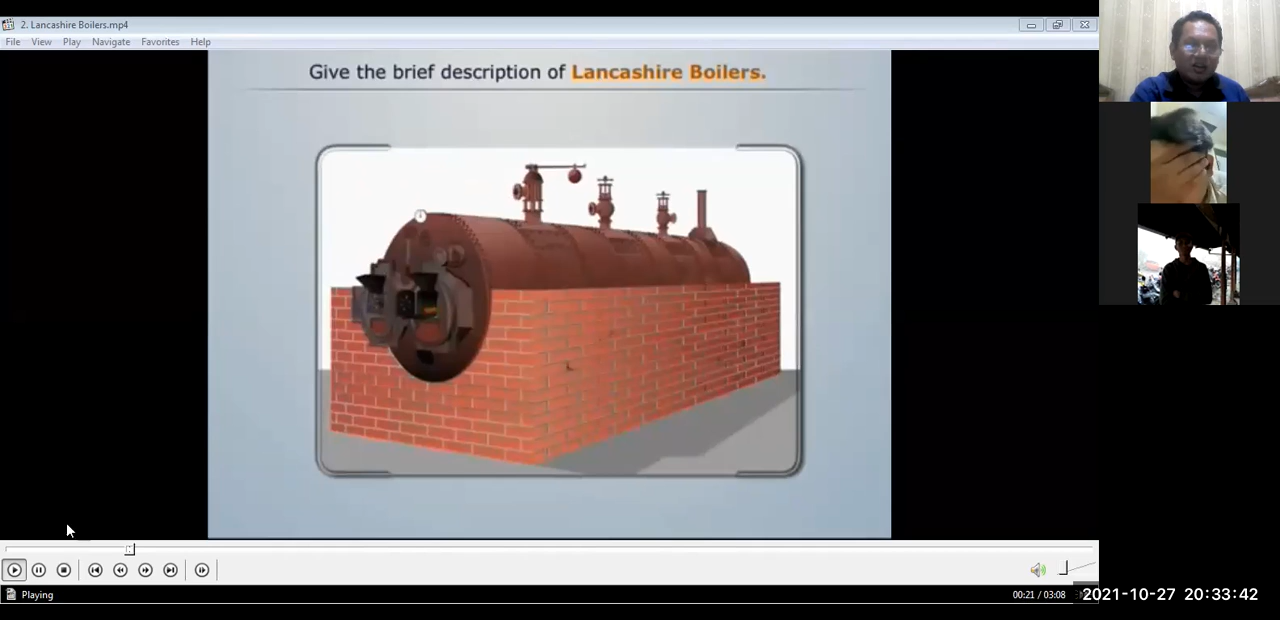 2. Lancashire Boilers.mp4
File View Play Navigate Favorites Help
Give the brief description of Lancashire Boilers.
Playing
00:21 / 03:08
2021-10-27 20:33:42